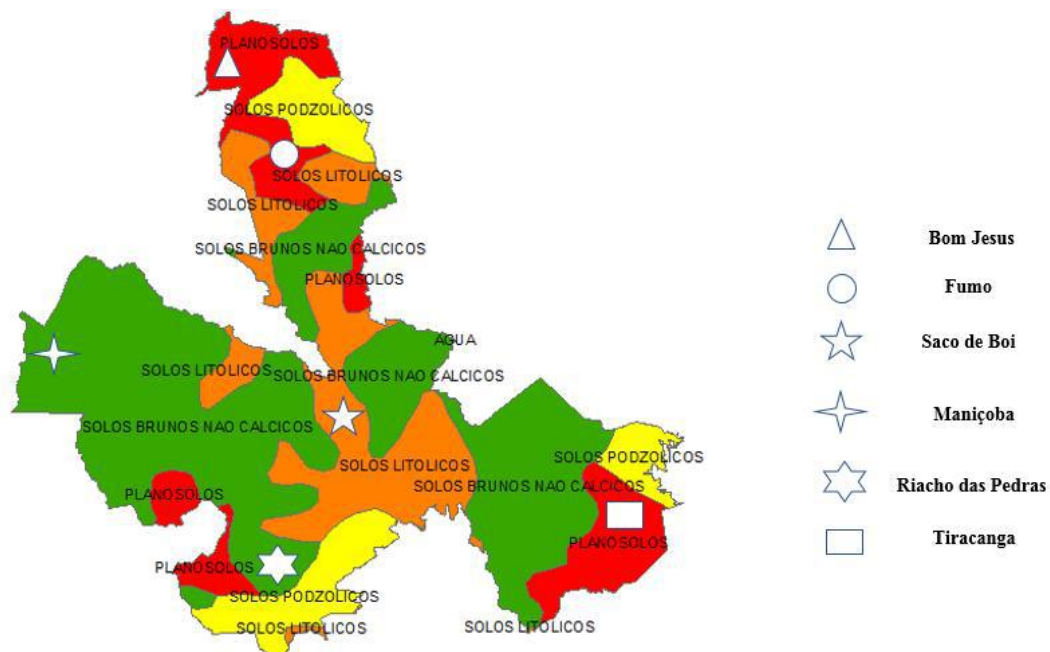 PLANOSOLOS
SOLOS PODZOLICOS
SOLOS LITOLICOS
SOLOS LITOLICOS
SOLOS BRUNOS NAO CALCICOS
PLANOSOLOS
AGUA
SOLOS LITOLICOS
SOLOS BRUNOS NAO CALCICOS
SOLOS BRUNOS NAO CALCICOS
SOLOS LITOLICOS
SOLOS PODZOLICOS
SOLOS BRUNOS NAO CALCICOS
PLANOSOLOS
PLANOSOLOS
PLANOSOLOS
SOLOS PODZOLICOS
SOLOS LITOLICOS
SOLOS LITOLICOS
Bom Jesus
Fumo
Saco de Boi
Maniçoba
Riacho das Pedras
Tiracanga